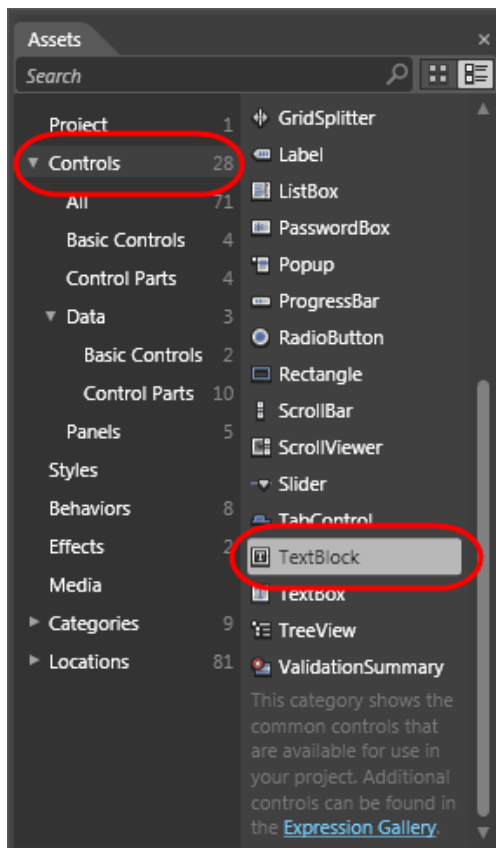 Assets
Search
Project 1
Controls 28
All 71
Basic Controls 4
Control Parts 4
Data 3
Basic Controls 2
Control Parts 10
Panels 5
Styles
Behaviors 8
Effects 2
Media
Categories 9
Locations 81
GridSplitter
Label
ListBox
PasswordBox
Popup
ProgressBar
RadioButton
Rectangle
ScrollBar
ScrollViewer
Slider
TabControl
TextBlock
TextBox
TreeView
ValidationSummary
This category shows the
common controls that
are available for use in
your project. Additional
controls can be found in
the Expression Gallery.